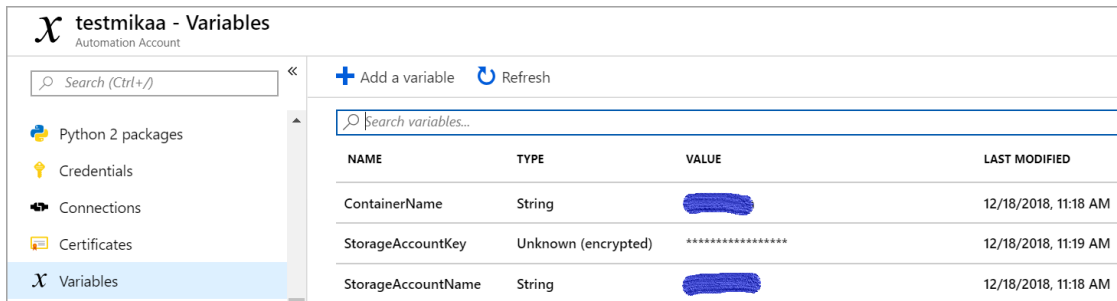 X testmikaa - Variables
Automation Account
Search (Ctrl+/)
«
Add a variable Refresh
Search variables...
Python 2 packages
Credentials
Connections
Certificates
X Variables
NAME TYPE VALUE LAST MODIFIED
ContainerName String 12/18/2018, 11:18 AM
StorageAccountKey Unknown (encrypted) ***************** 12/18/2018, 11:19 AM
StorageAccountName String 12/18/2018, 11:18 AM